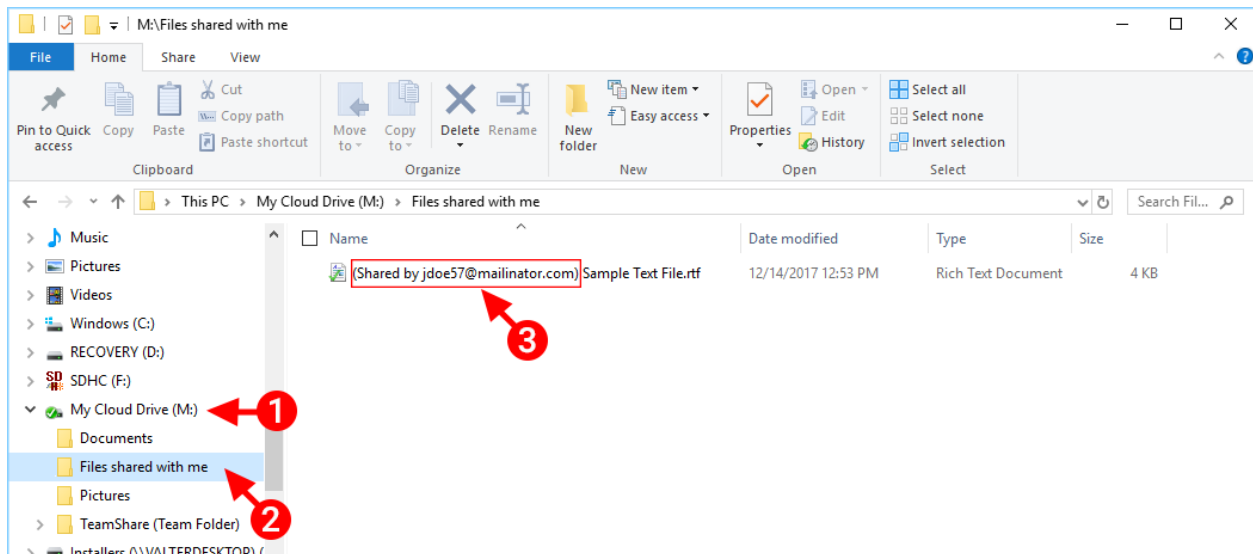 M:\Files shared with me
File Home Share View
Pin to Quick access
Copy
Paste
Cut
Copy path
Paste shortcut
Clipboard
Move to
Copy to
Delete
Rename
Organize
New folder
New item
Easy access
New
Properties
Open
Edit
History
Open
Select all
Select none
Invert selection
Select
This PC > My Cloud Drive (M:) > Files shared with me
Search Fil...
Music
Pictures
Videos
Windows (C:)
RECOVERY (D:)
SD SDHC (F:)
My Cloud Drive (M:)
1
Documents
Files shared with me
Pictures
TeamShare (Team Folder)
2
Installers (\\VALTERDESKTOP) (
Name Date modified Type Size
(Shared by jdoe57@mailinator.com) Sample Text File.rtf 12/14/2017 12:53 PM Rich Text Document 4 KB
3